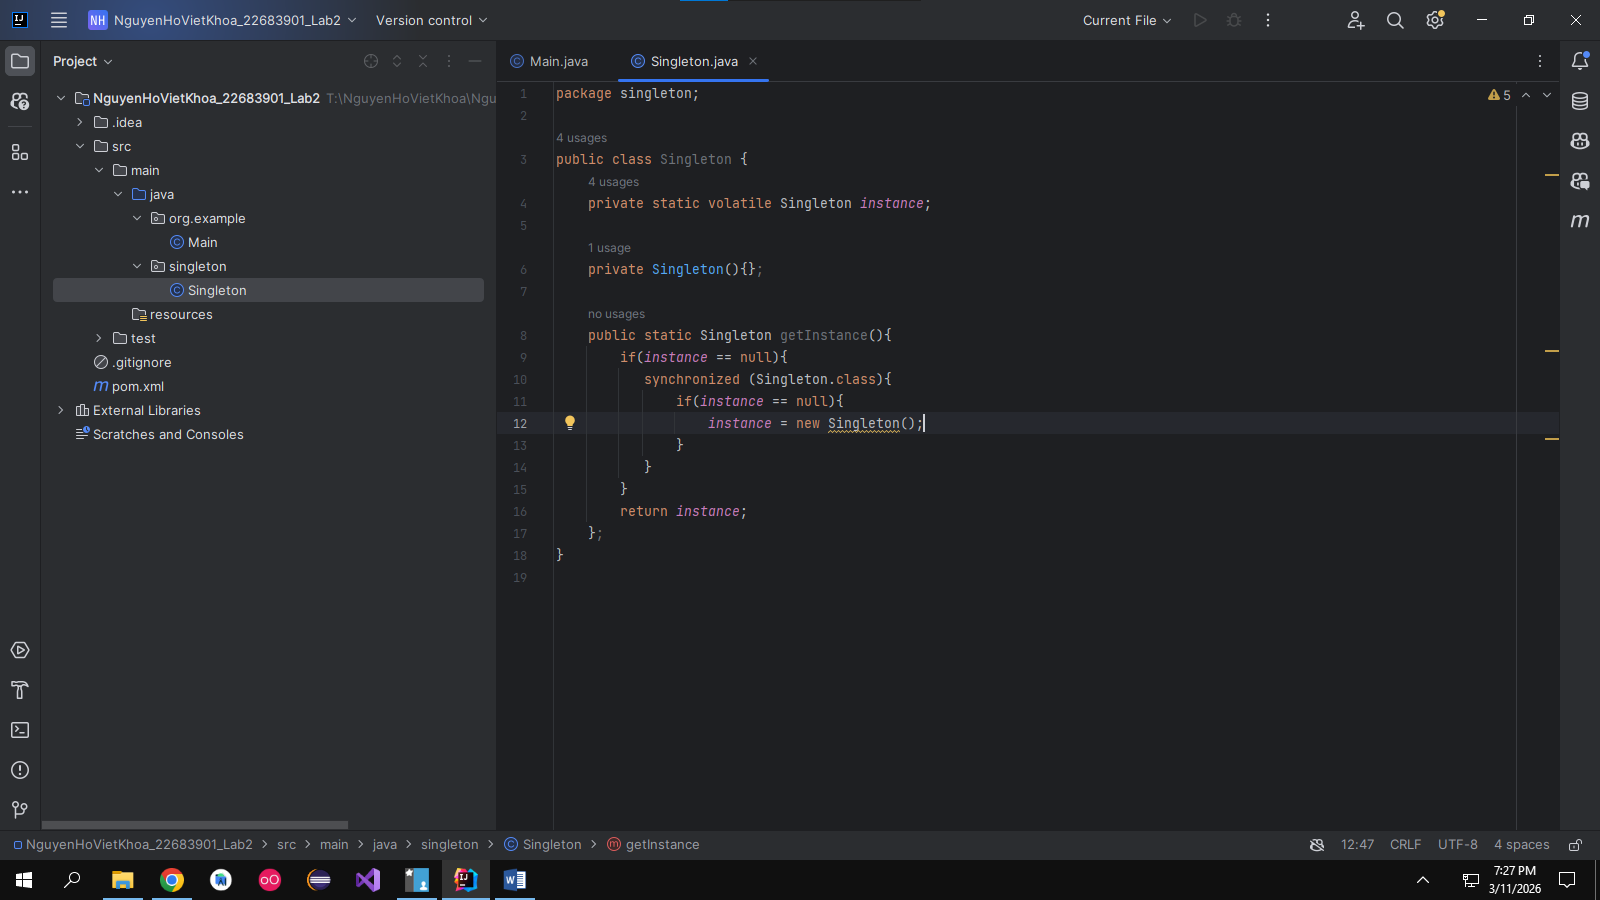 NH NguyenHoVietKhoa_22683901_Lab2 Version control Current File
Project
NguyenHoVietKhoa_22683901_Lab2 T:\NguyenHoVietKhoa\Ngu
.idea
src
main
java
org.example
Main
singleton
Singleton
resources
test
.gitignore
m pom.xml
External Libraries
Scratches and Consoles
Main.java Singleton.java
5
1 package singleton;
2
4 usages
3 public class Singleton {
4 usages
4 private static volatile Singleton instance;
5
1 usage
6 private Singleton(){};
7
no usages
8 public static Singleton getInstance(){
9 if(instance == null){
10 synchronized (Singleton.class){
11 if(instance == null){
12 instance = new Singleton();
13 }
14 }
15 }
16 return instance;
17 };
18 }
19
NguyenHoVietKhoa_22683901_Lab2 src main java singleton Singleton getInstance 12:47 CRLF UTF-8 4 spaces
7:27 PM
3/11/2026